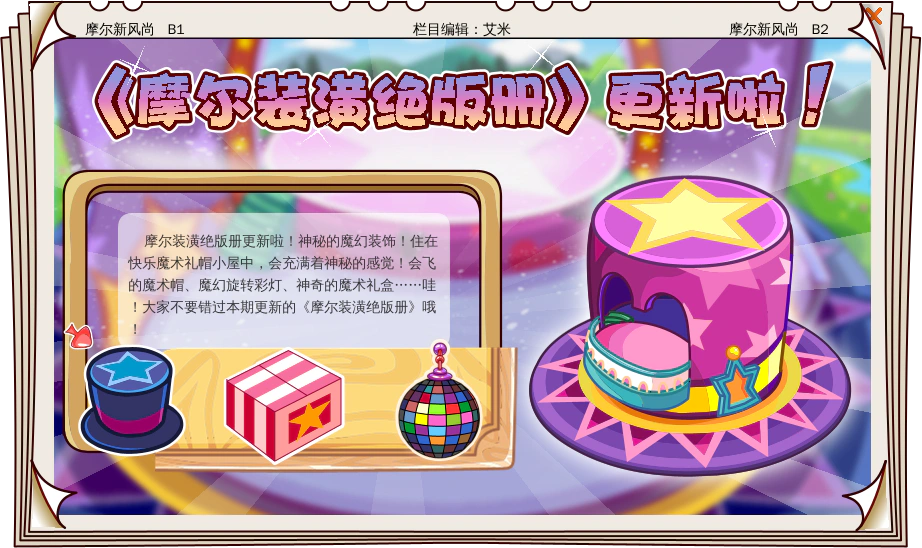 摩尔新风尚 B1 栏目编辑：艾米 摩尔新风尚 B2
《摩尔装潢绝版册》更新啦！
摩尔装潢绝版册更新啦！神秘的魔幻装饰！住在
快乐魔术礼帽小屋中，会充满着神秘的感觉！会飞
的魔术帽、魔幻旋转彩灯、神奇的魔术礼盒……哇
！大家不要错过本期更新的《摩尔装潢绝版册》哦
！